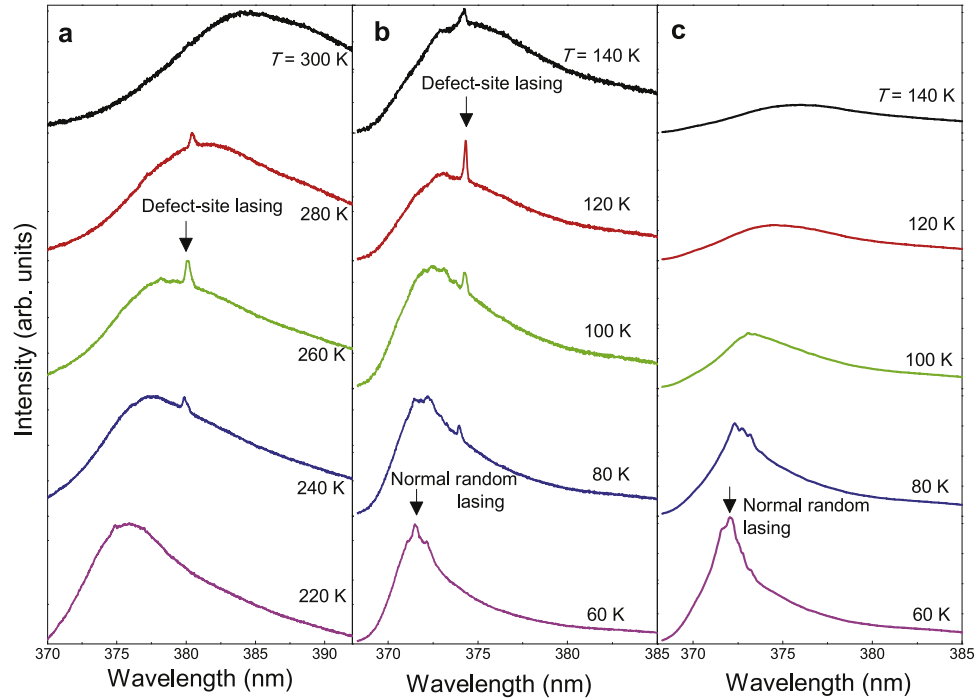 Intensity (arb. units)
a
T = 300 K
280 K
Defect-site lasing
260 K
240 K
220 K
370 375 380 385 390
Wavelength (nm)
b
T = 140 K
Defect-site lasing
120 K
100 K
80 K
Normal random
lasing
60 K
370 375 380 385
Wavelength (nm)
c
T = 140 K
120 K
100 K
80 K
Normal random
lasing
60 K
370 375 380 385
Wavelength (nm)